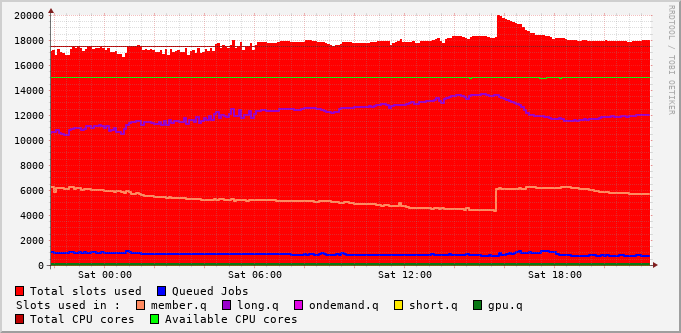 20000
18000
16000
14000
12000
10000
8000
6000
4000
2000
0
Sat 00:00 Sat 06:00 Sat 12:00 Sat 18:00
RRDTOOL / TOBI OETIKER
Total slots used Queued Jobs
Slots used in : member.q long.q ondemand.q short.q gpu.q
Total CPU cores Available CPU cores